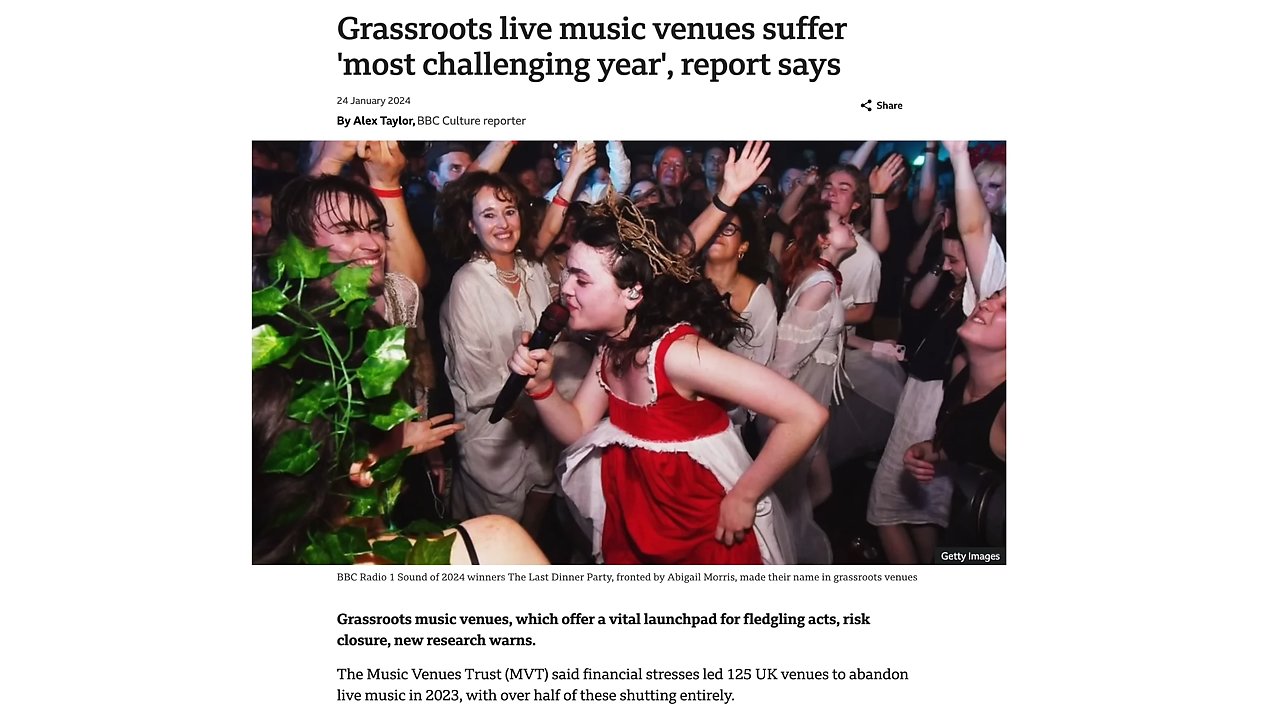 Grassroots live music venues suffer
'most challenging year', report says
24 January 2024
Share
By Alex Taylor, BBC Culture reporter
Getty Images
BBC Radio 1 Sound of 2024 winners The Last Dinner Party, fronted by Abigail Morris, made their name in grassroots venues
Grassroots music venues, which offer a vital launchpad for fledgling acts, risk
closure, new research warns.
The Music Venues Trust (MVT) said financial stresses led 125 UK venues to abandon
live music in 2023, with over half of these shutting entirely.